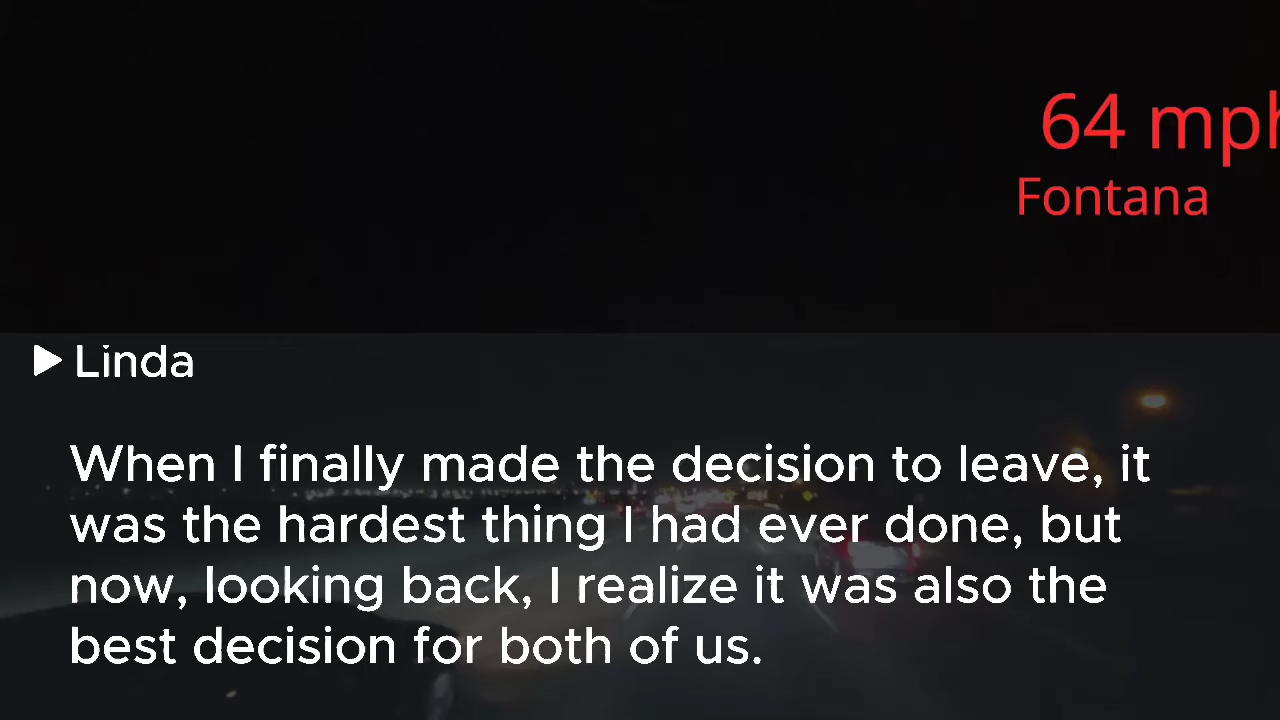 64 mph
Fontana
Linda
When I finally made the decision to leave, it
was the hardest thing I had ever done, but
now, looking back, I realize it was also the
best decision for both of us.